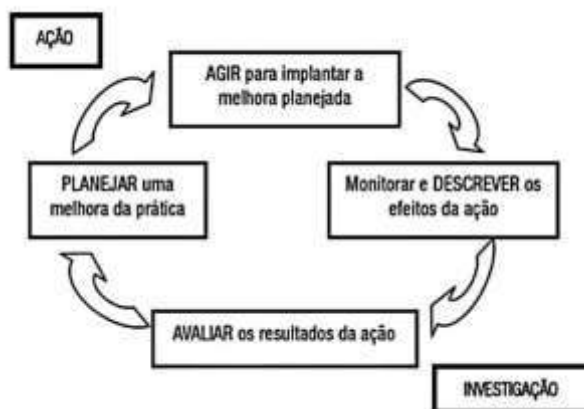 AÇÃO
AGIR para implantar a
melhora planejada
PLANEJAR uma
melhora da prática
Monitorar e DESCREVER os
efeitos da ação
AVALIAR os resultados da ação
INVESTIGAÇÃO